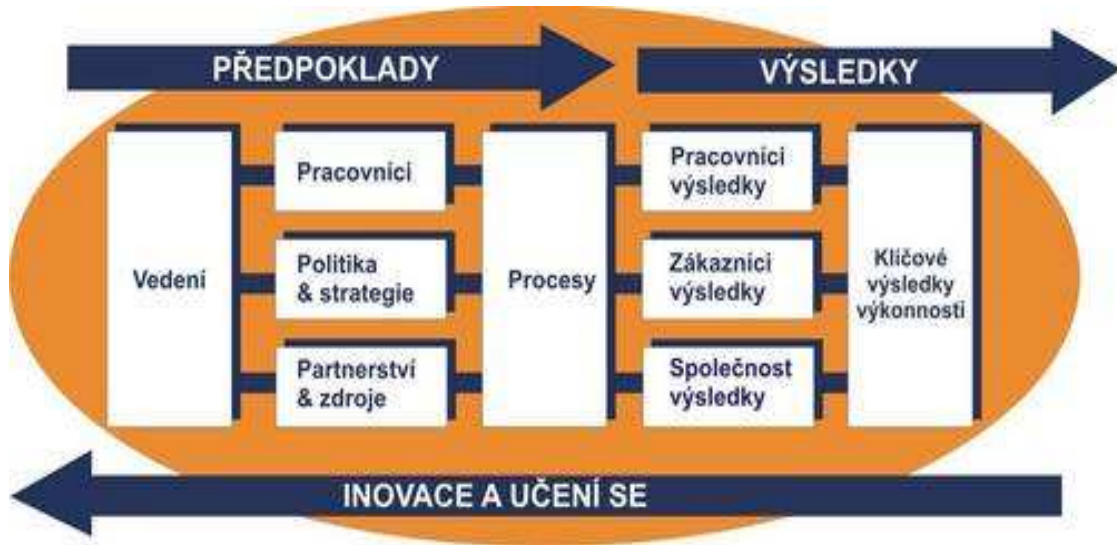 PŘEDPOKLADY
VÝSLEDKY
Vedení
Pracovníci
Politika
& strategie
Partnerství
& zdroje
Procesy
Pracovníci
výsledky
Zákazníci
výsledky
Společnost
výsledky
Klíčové
výsledky
výkonnosti
INOVACE A UČENÍ SE